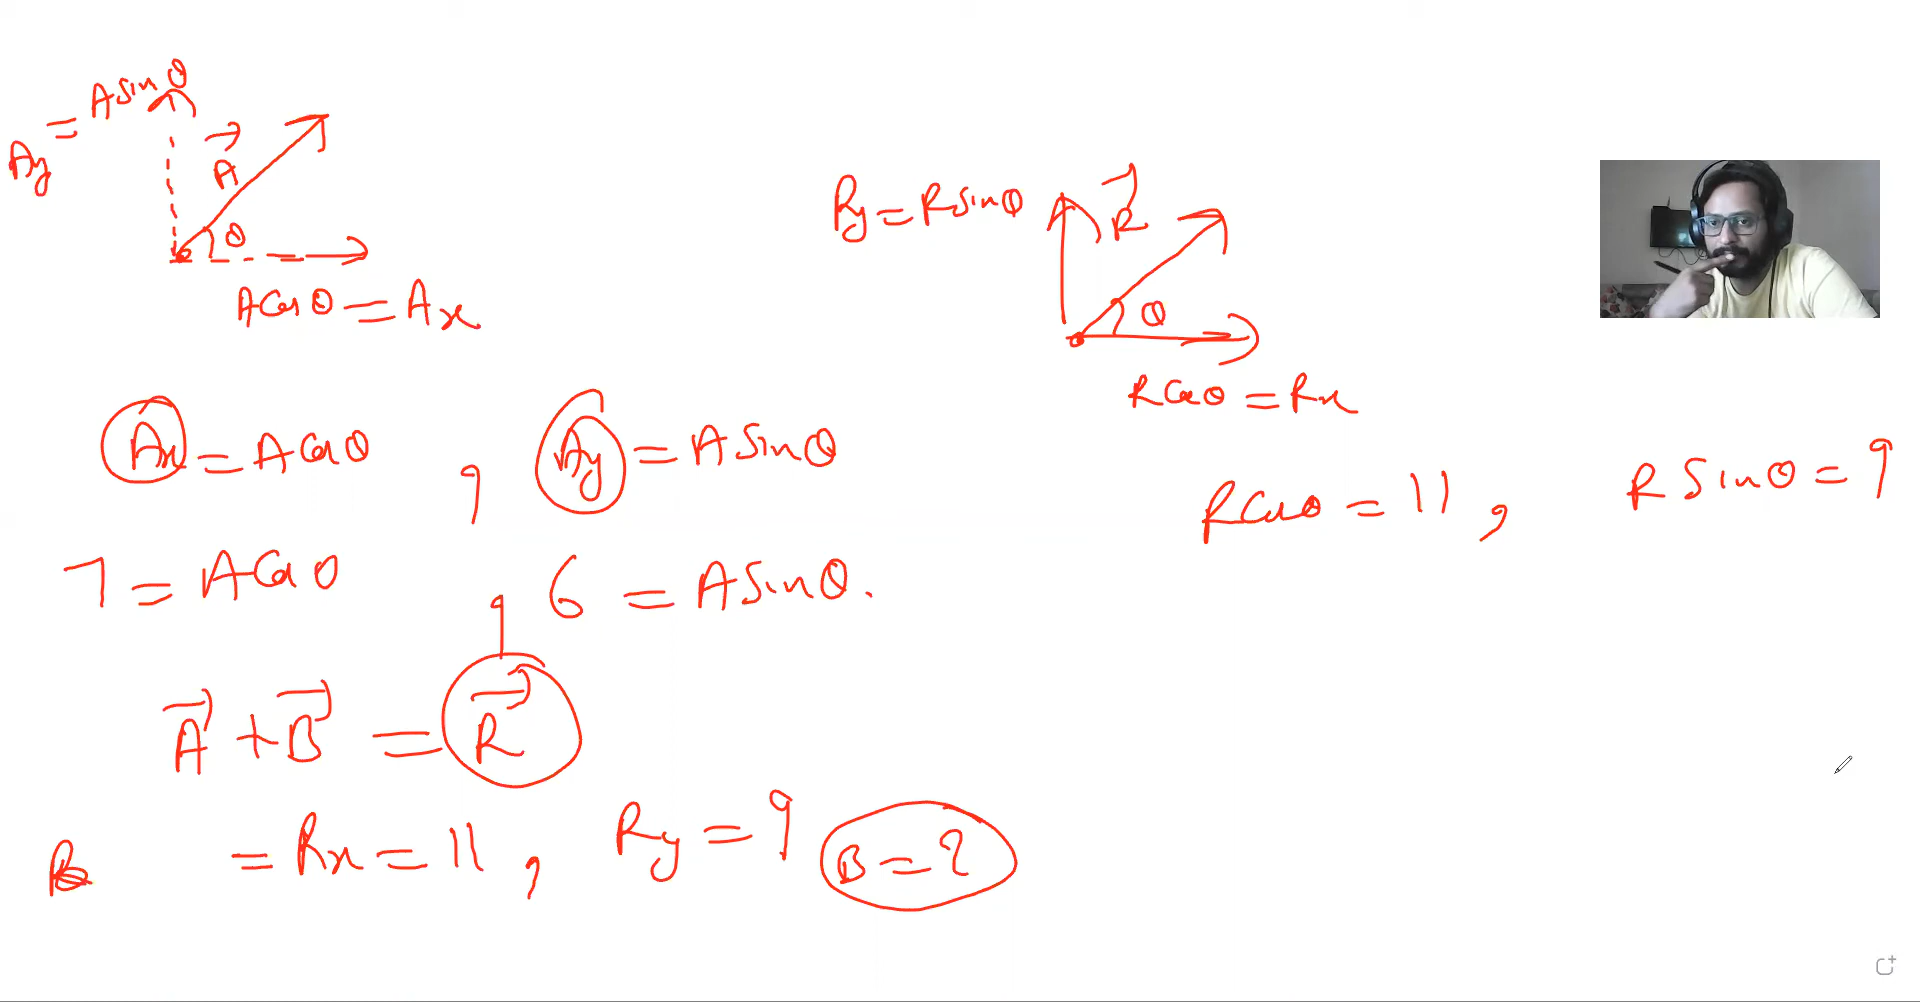 Ay = A sin θ
A⃗
θ
A Cos θ = Ax
Ry = R sin θ
R⃗
θ
R Cos θ = Rx
Ax = A Cos θ , Ay = A sin θ
R Cos θ = 11 , R Sin θ = 9
7 = A Cos θ , 6 = A Sin θ.
A⃗ + B⃗ = R⃗
= Rx = 11 , Ry = 9
B = ?